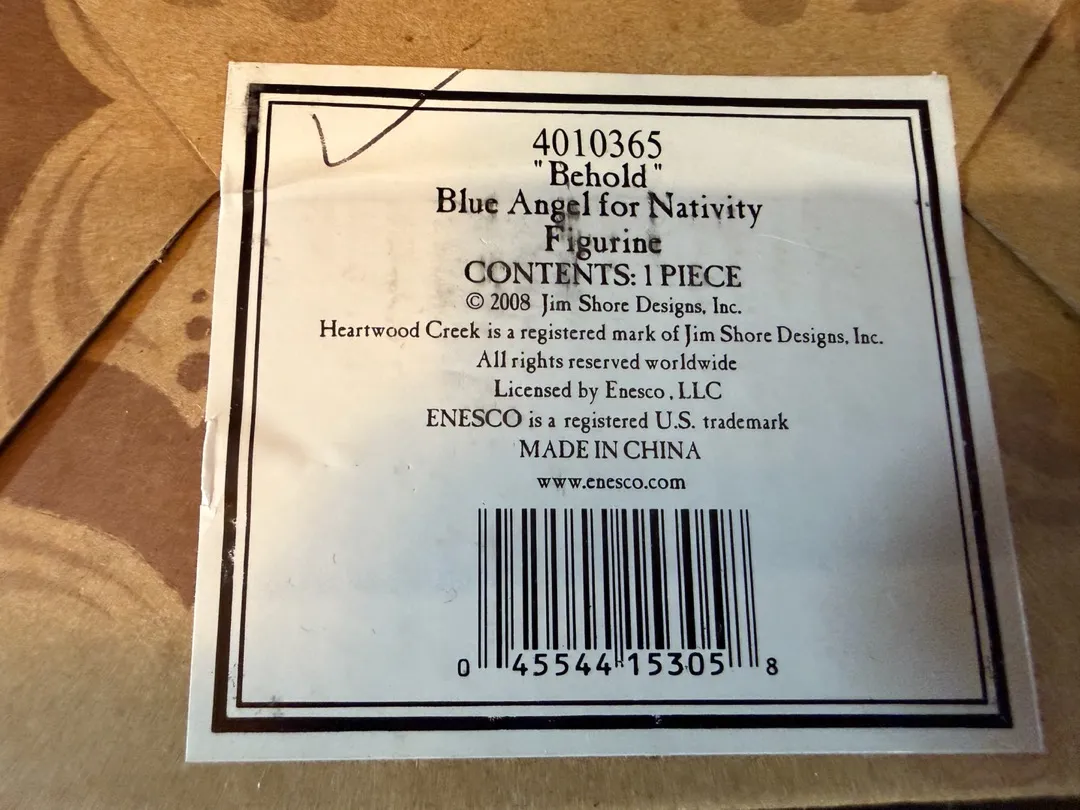 4010365
"Behold"
Blue Angel for Nativity
Figurine
CONTENTS: 1 PIECE
© 2008 Jim Shore Designs, Inc.
Heartwood Creek is a registered mark of Jim Shore Designs, Inc.
All rights reserved worldwide
Licensed by Enesco, LLC
ENESCO is a registered U.S. trademark
MADE IN CHINA
www.enesco.com
0 45544 15305 8